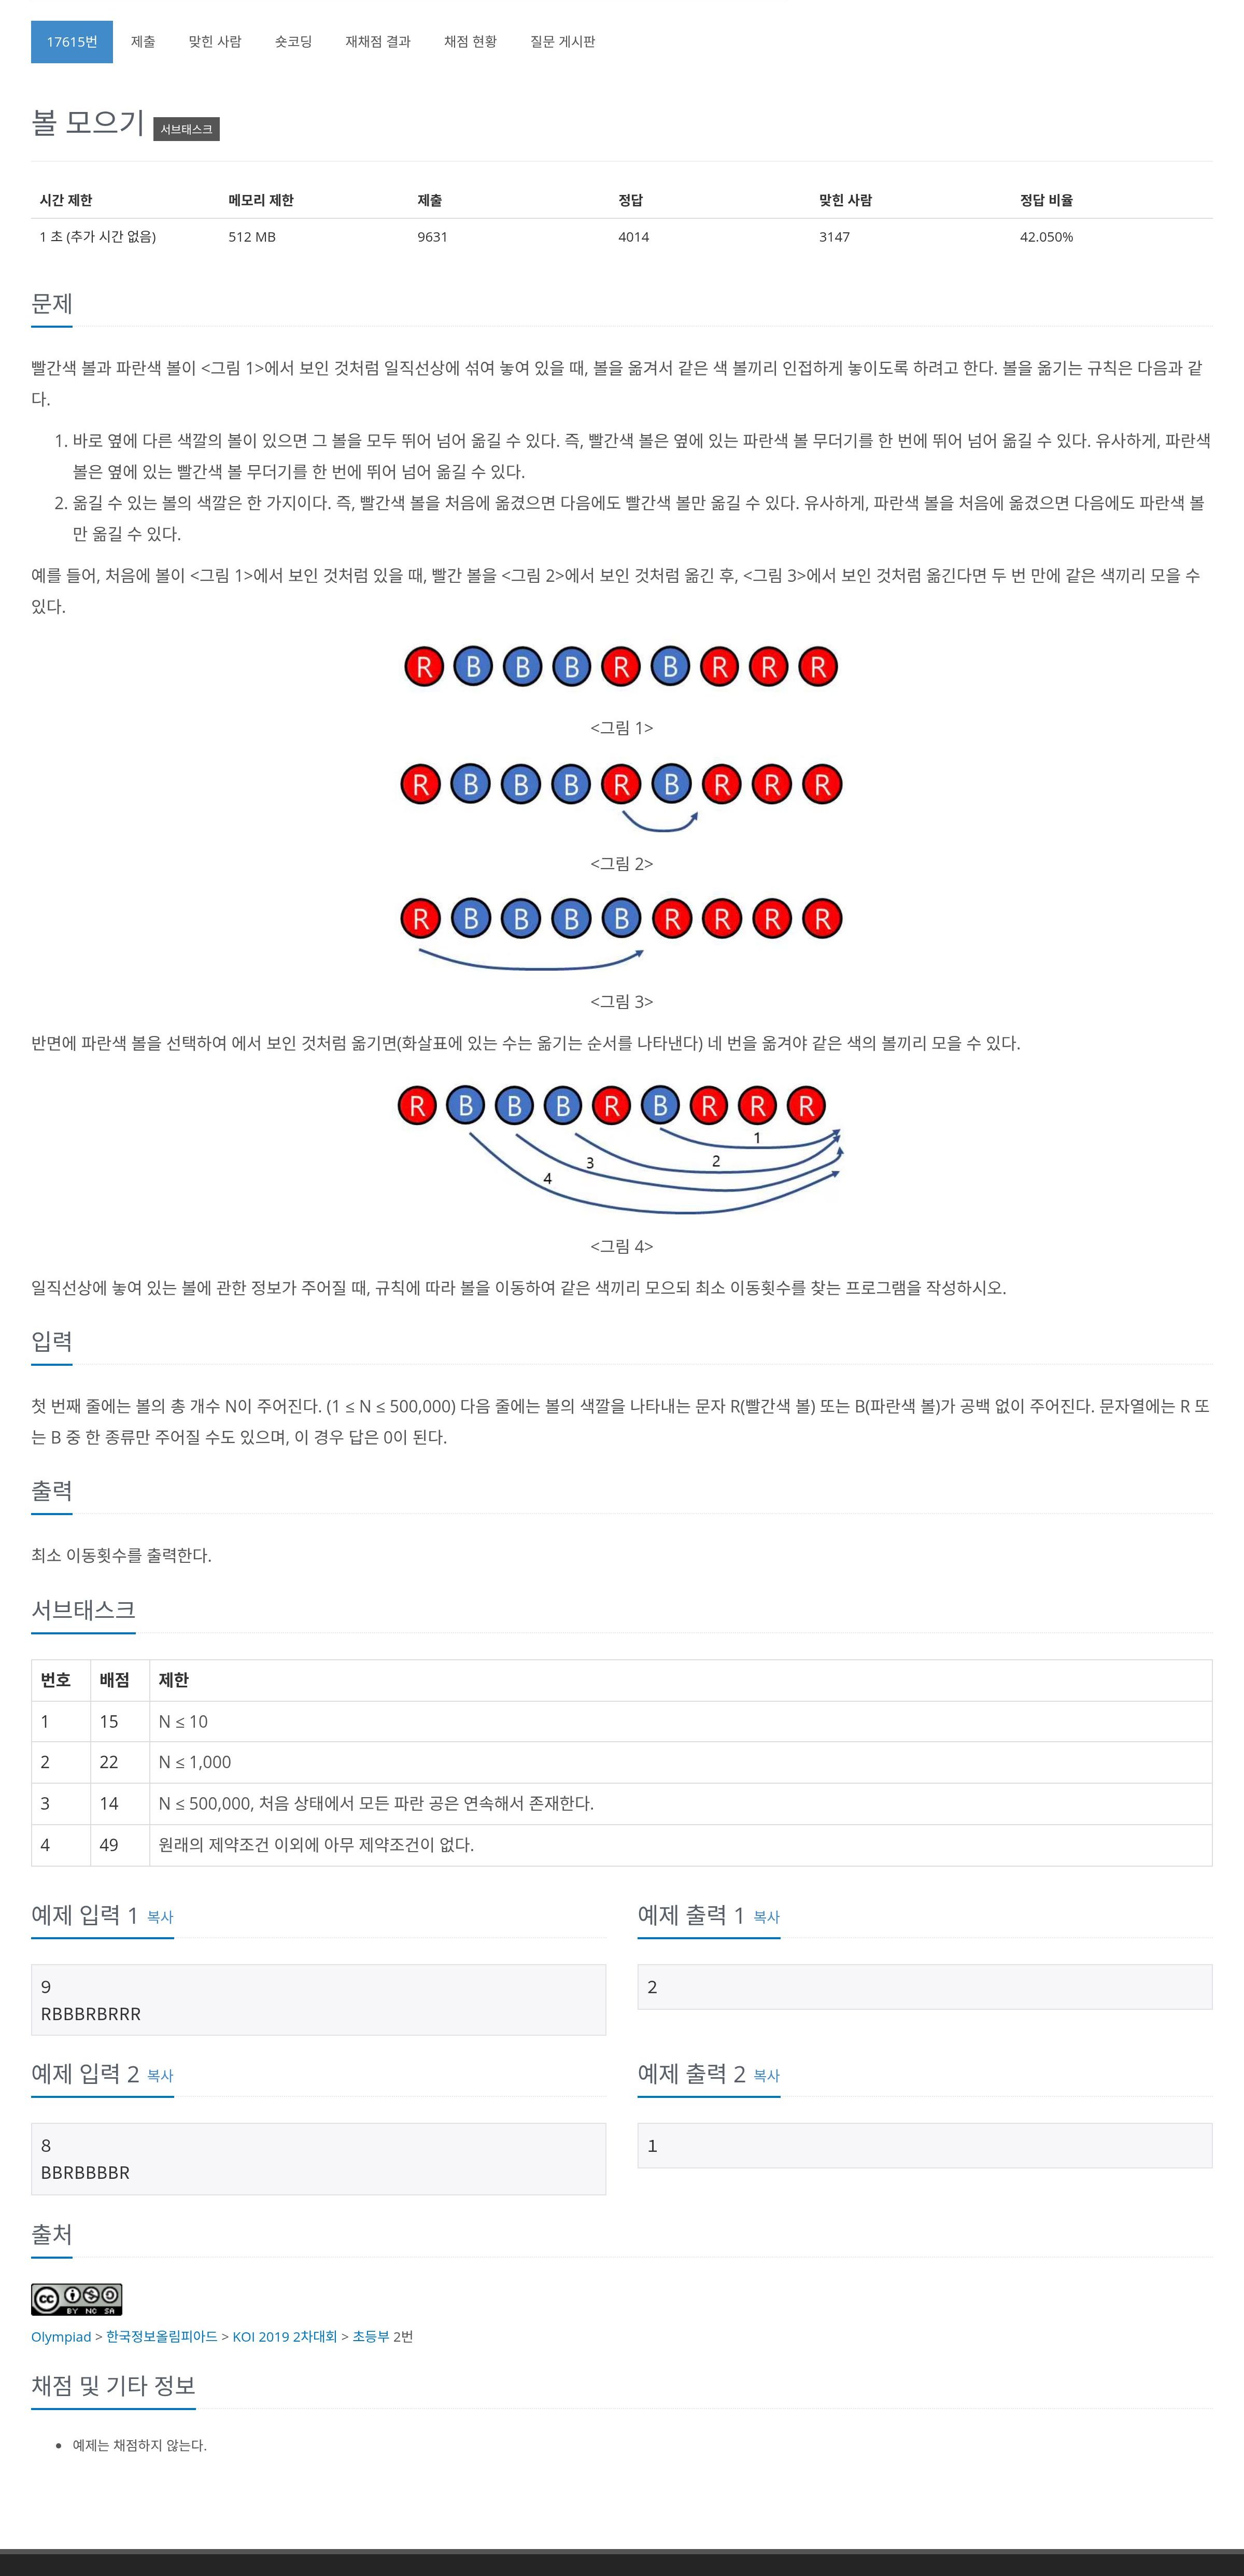 17615번 제출 맞힌 사람 숏코딩 재채점 결과 채점 현황 질문 게시판
볼 모으기 서브태스크
시간 제한 메모리 제한 제출 정답 맞힌 사람 정답 비율
1 초 (추가 시간 없음) 512 MB 9631 4014 3147 42.050%
문제
빨간색 볼과 파란색 볼이 <그림 1>에서 보인 것처럼 일직선상에 섞여 놓여 있을 때, 볼을 옮겨서 같은 색 볼끼리 인접하게 놓이도록 하려고 한다. 볼을 옮기는 규칙은 다음과 같
다.
1. 바로 옆에 다른 색깔의 볼이 있으면 그 볼을 모두 뛰어 넘어 옮길 수 있다. 즉, 빨간색 볼은 옆에 있는 파란색 볼 무더기를 한 번에 뛰어 넘어 옮길 수 있다. 유사하게, 파란색
볼은 옆에 있는 빨간색 볼 무더기를 한 번에 뛰어 넘어 옮길 수 있다.
2. 옮길 수 있는 볼의 색깔은 한 가지이다. 즉, 빨간색 볼을 처음에 옮겼으면 다음에도 빨간색 볼만 옮길 수 있다. 유사하게, 파란색 볼을 처음에 옮겼으면 다음에도 파란색 볼
만 옮길 수 있다.
예를 들어, 처음에 볼이 <그림 1>에서 보인 것처럼 있을 때, 빨간 볼을 <그림 2>에서 보인 것처럼 옮긴 후, <그림 3>에서 보인 것처럼 옮긴다면 두 번 만에 같은 색끼리 모을 수
있다.
R B B B R B R R R
<그림 1>
R B B B R B R R R
<그림 2>
R B B B B R R R R
<그림 3>
반면에 파란색 볼을 선택하여 에서 보인 것처럼 옮기면(화살표에 있는 수는 옮기는 순서를 나타낸다) 네 번을 옮겨야 같은 색의 볼끼리 모을 수 있다.
R B B B R B R R R
1
2
3
4
<그림 4>
일직선상에 놓여 있는 볼에 관한 정보가 주어질 때, 규칙에 따라 볼을 이동하여 같은 색끼리 모으되 최소 이동횟수를 찾는 프로그램을 작성하시오.
입력
첫 번째 줄에는 볼의 총 개수 N이 주어진다. (1 ≤ N ≤ 500,000) 다음 줄에는 볼의 색깔을 나타내는 문자 R(빨간색 볼) 또는 B(파란색 볼)가 공백 없이 주어진다. 문자열에는 R 또
는 B 중 한 종류만 주어질 수도 있으며, 이 경우 답은 0이 된다.
출력
최소 이동횟수를 출력한다.
서브태스크
번호 배점 제한
1 15 N ≤ 10
2 22 N ≤ 1,000
3 14 N ≤ 500,000, 처음 상태에서 모든 파란 공은 연속해서 존재한다.
4 49 원래의 제약조건 이외에 아무 제약조건이 없다.
예제 입력 1 복사
9
RBBBRBRRR
예제 출력 1 복사
2
예제 입력 2 복사
8
BBRBBBBR
예제 출력 2 복사
1
출처
cc BY NC SA
Olympiad > 한국정보올림피아드 > KOI 2019 2차대회 > 초등부 2번
채점 및 기타 정보
• 예제는 채점하지 않는다.